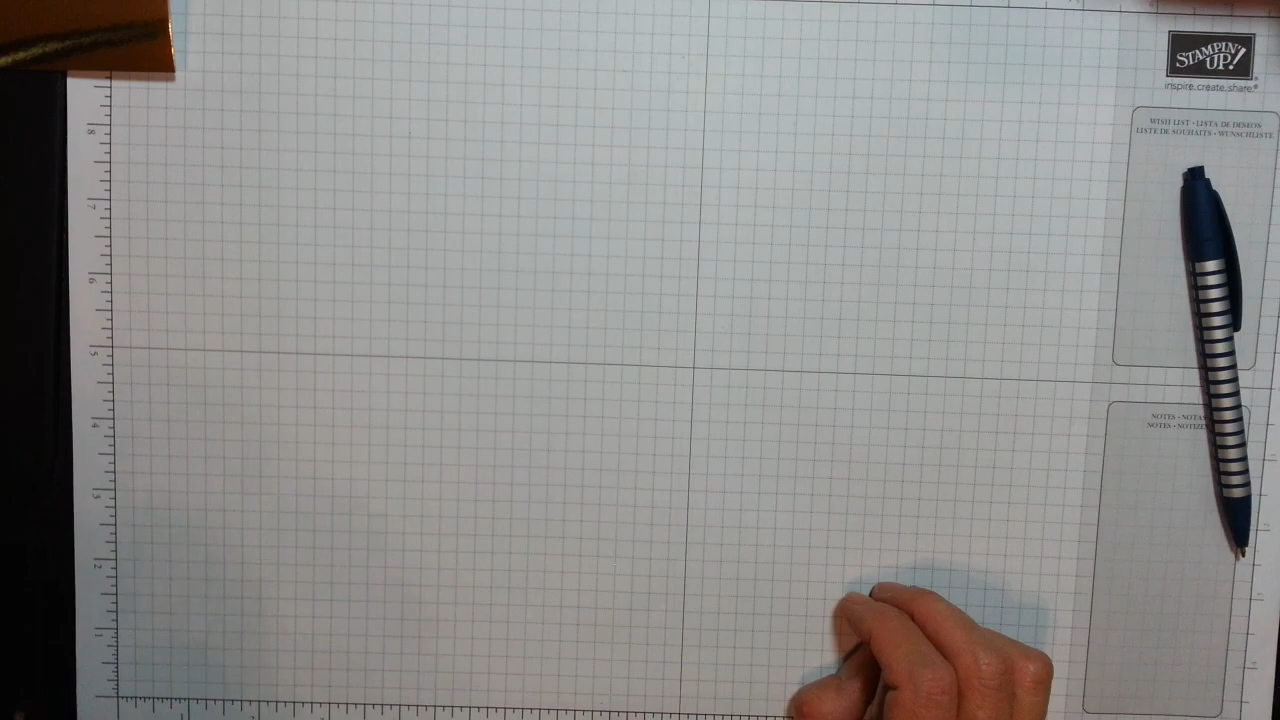 STAMPIN' UP!®
inspire.create.share.®
WISH LIST • LISTA DE DESEOS
LISTE DE SOUHAITS • WUNSCHLISTE
NOTES • NOTAS
NOTES • NOTIZEN
8
7
6
5
4
3
2
1